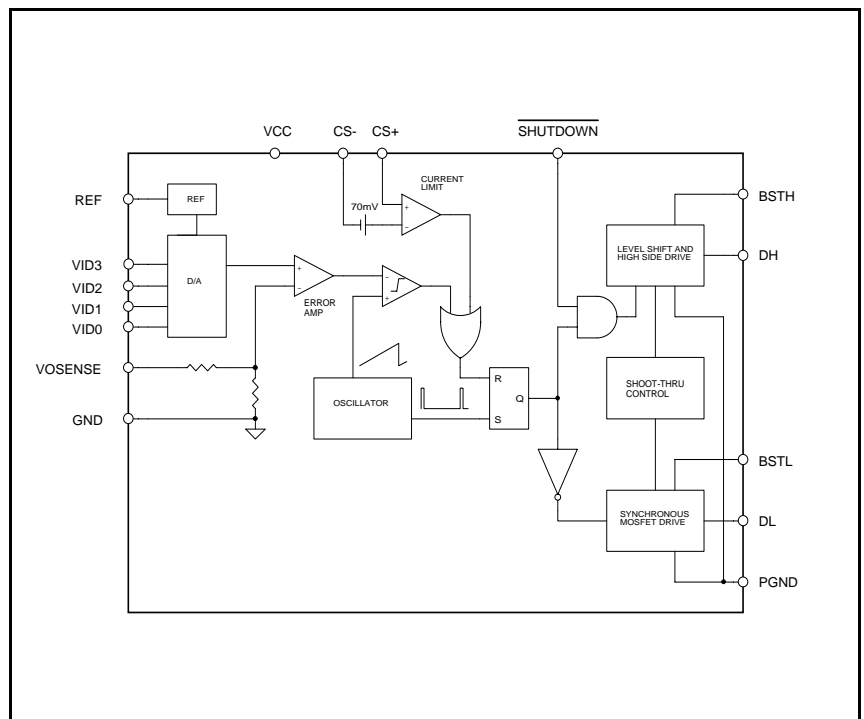 VCC CS- CS+ SHUTDOWN
CURRENT
LIMIT
REF
REF
70mV
+
−
BSTH
LEVEL SHIFT AND
HIGH SIDE DRIVE
DH
VID3
VID2
VID1
VID0
D/A
+
−
ERROR
AMP
−
+
VOSENSE
GND
OSCILLATOR
R
Q
S
SHOOT-THRU
CONTROL
BSTL
SYNCHRONOUS
MOSFET DRIVE
DL
PGND